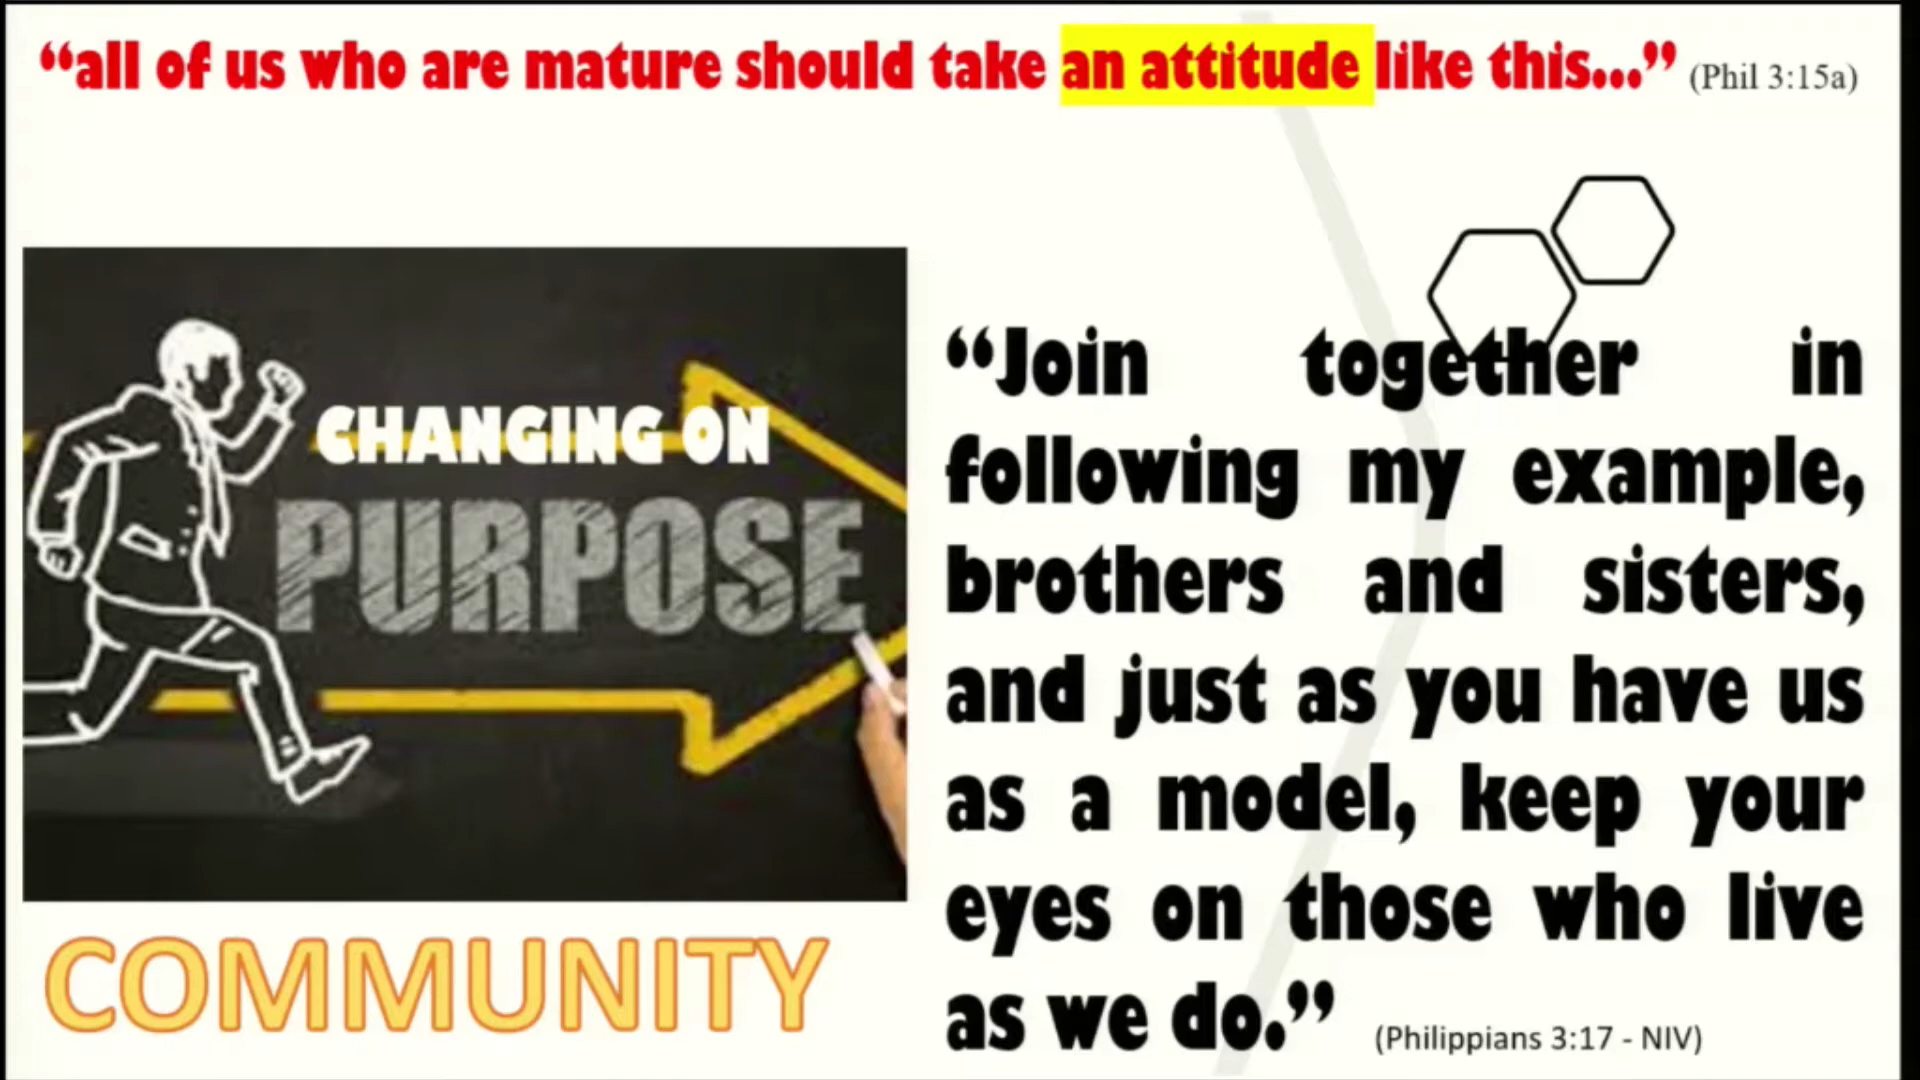 “all of us who are mature should take an attitude like this...” (Phil 3:15a)
CHANGING ON
PURPOSE
COMMUNITY
“Join together in
following my example,
brothers and sisters,
and just as you have us
as a model, keep your
eyes on those who live
as we do.” (Philippians 3:17 - NIV)